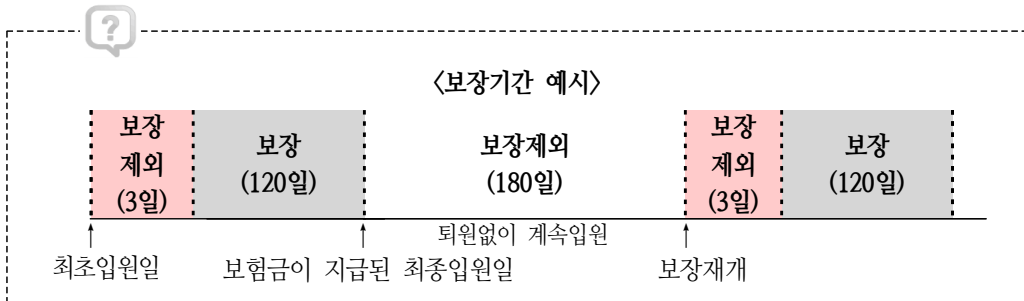 ?
〈보장기간 예시〉
보장
제외
(3일)
보장
(120일)
보장제외
(180일)
보장
제외
(3일)
보장
(120일)
퇴원없이 계속입원
최초입원일
보험금이 지급된 최종입원일
보장재개